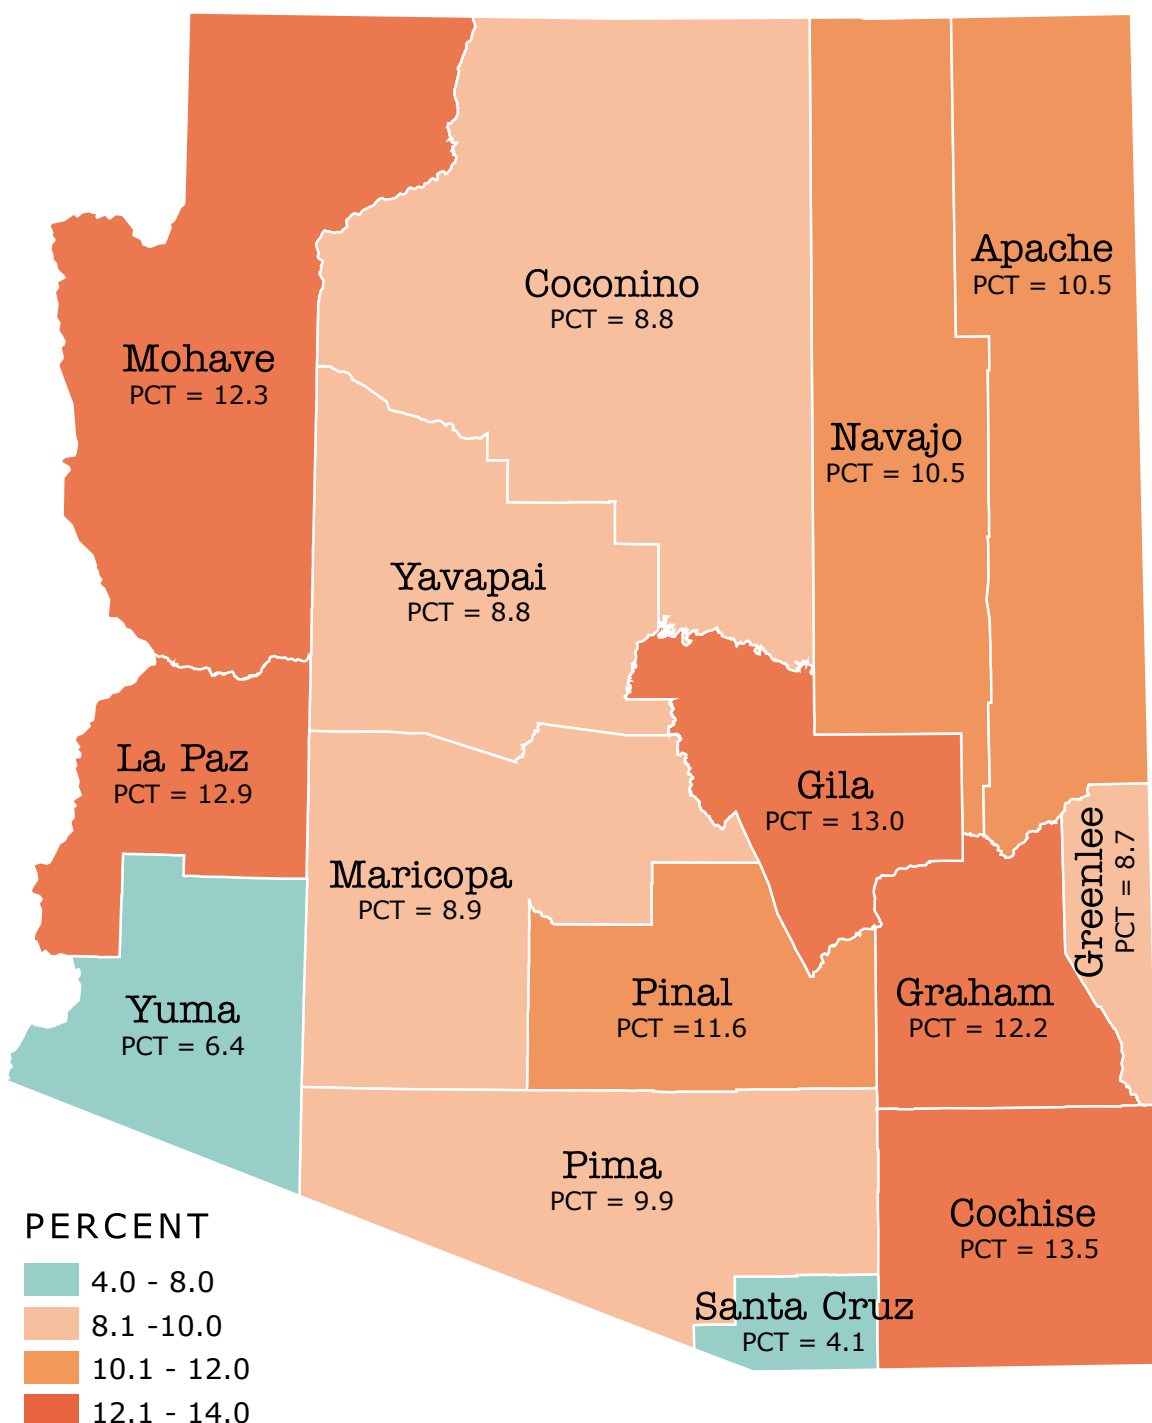 Apache
PCT = 10.5
Coconino
PCT = 8.8
Mohave
PCT = 12.3
Navajo
PCT = 10.5
Yavapai
PCT = 8.8
La Paz
PCT = 12.9
Gila
PCT = 13.0
Greenlee
PCT = 8.7
Maricopa
PCT = 8.9
Pinal
PCT =11.6
Graham
PCT = 12.2
Yuma
PCT = 6.4
Pima
PCT = 9.9
Cochise
PCT = 13.5
Santa Cruz
PCT = 4.1
PERCENT
4.0 - 8.0
8.1 -10.0
10.1 - 12.0
12.1 - 14.0